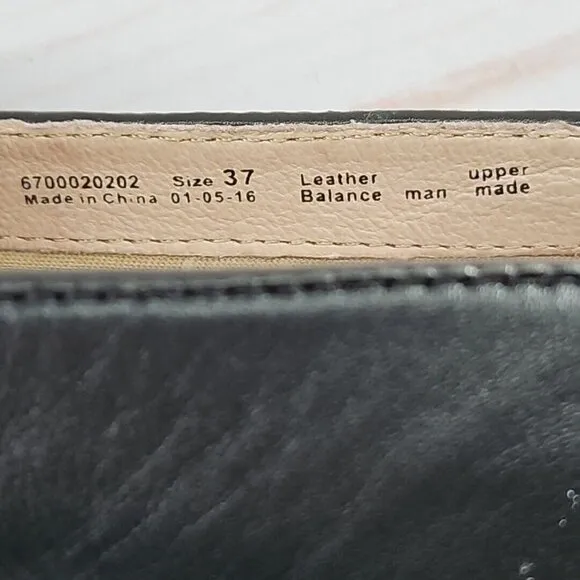 6700020202 Size 37 Leather upper
Made in China 01-05-16 Balance man made